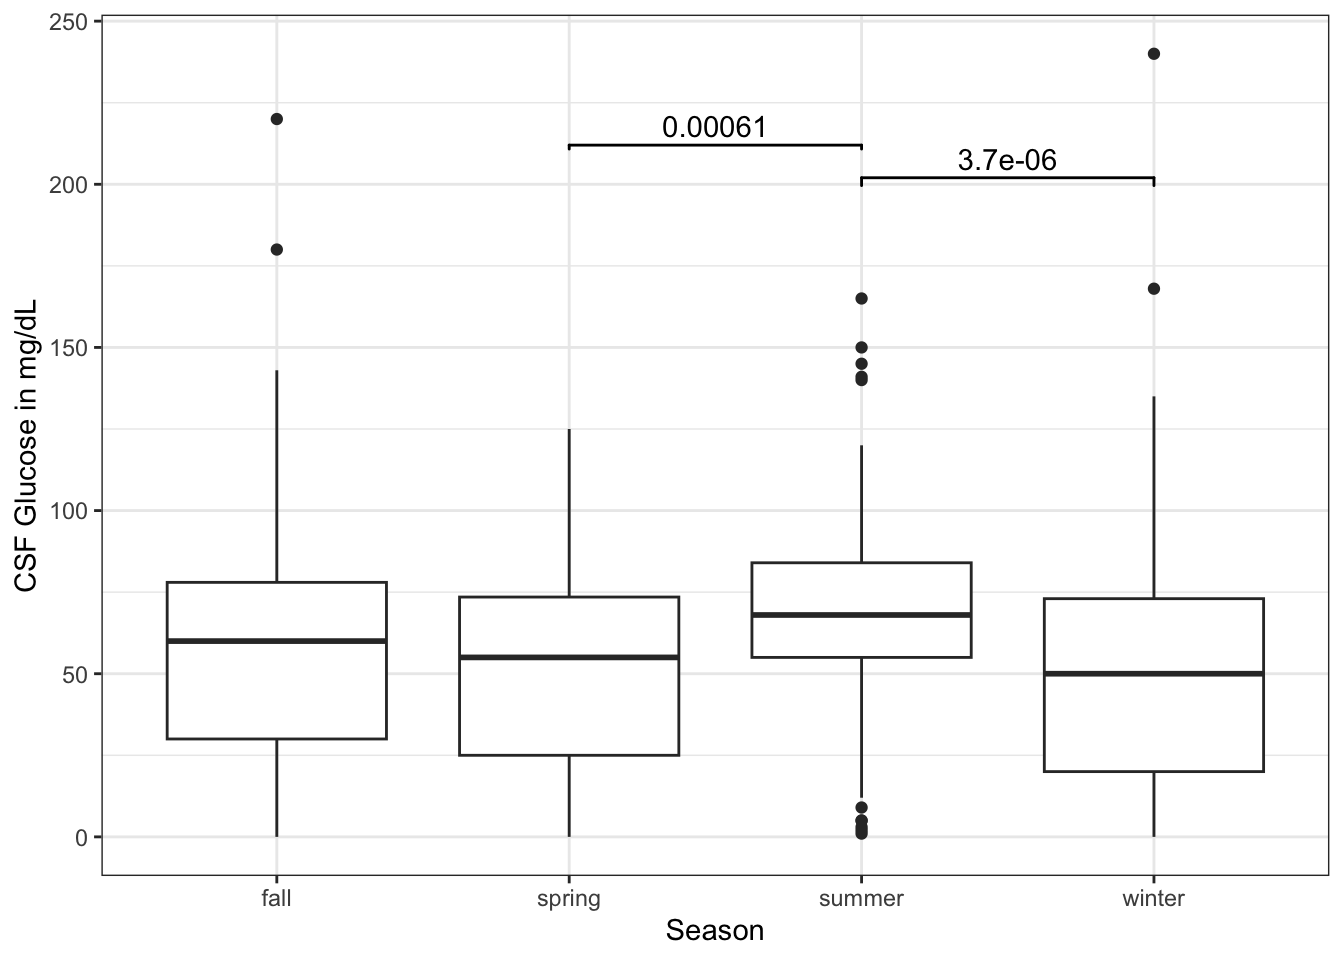 250
0.00061
3.7e-06
200
150
100
50
0
CSF Glucose in mg/dL
fall spring summer winter
Season